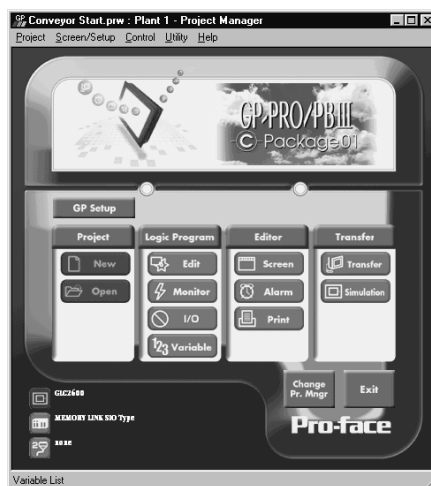 Conveyor Start.prw : Plant 1 - Project Manager
Project Screen/Setup Control Utility Help
GP-PRO/PBIII
C-Package01
GP Setup
Project Logic Program Editor Transfer
New Edit Screen Transfer
Open Monitor Alarm Simulation
I/O Print
123 Variable
Change Pr. Mngr Exit
GLC2600
MEMORY LINK SIO Type
none
Pro-face
Variable List